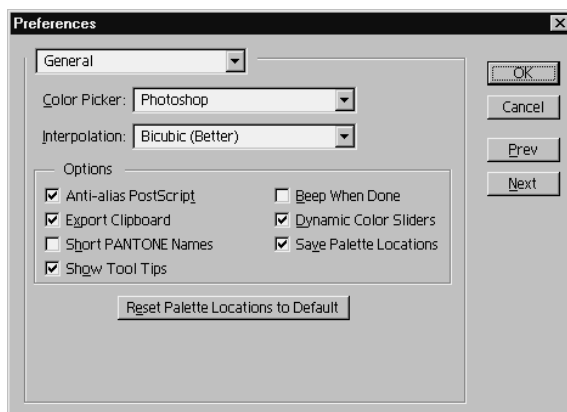 Preferences
General
OK
Color Picker: Photoshop
Cancel
Interpolation: Bicubic (Better)
Prev
Options
Next
Anti-alias PostScript
Beep When Done
Export Clipboard
Dynamic Color Sliders
Short PANTONE Names
Save Palette Locations
Show Tool Tips
Reset Palette Locations to Default